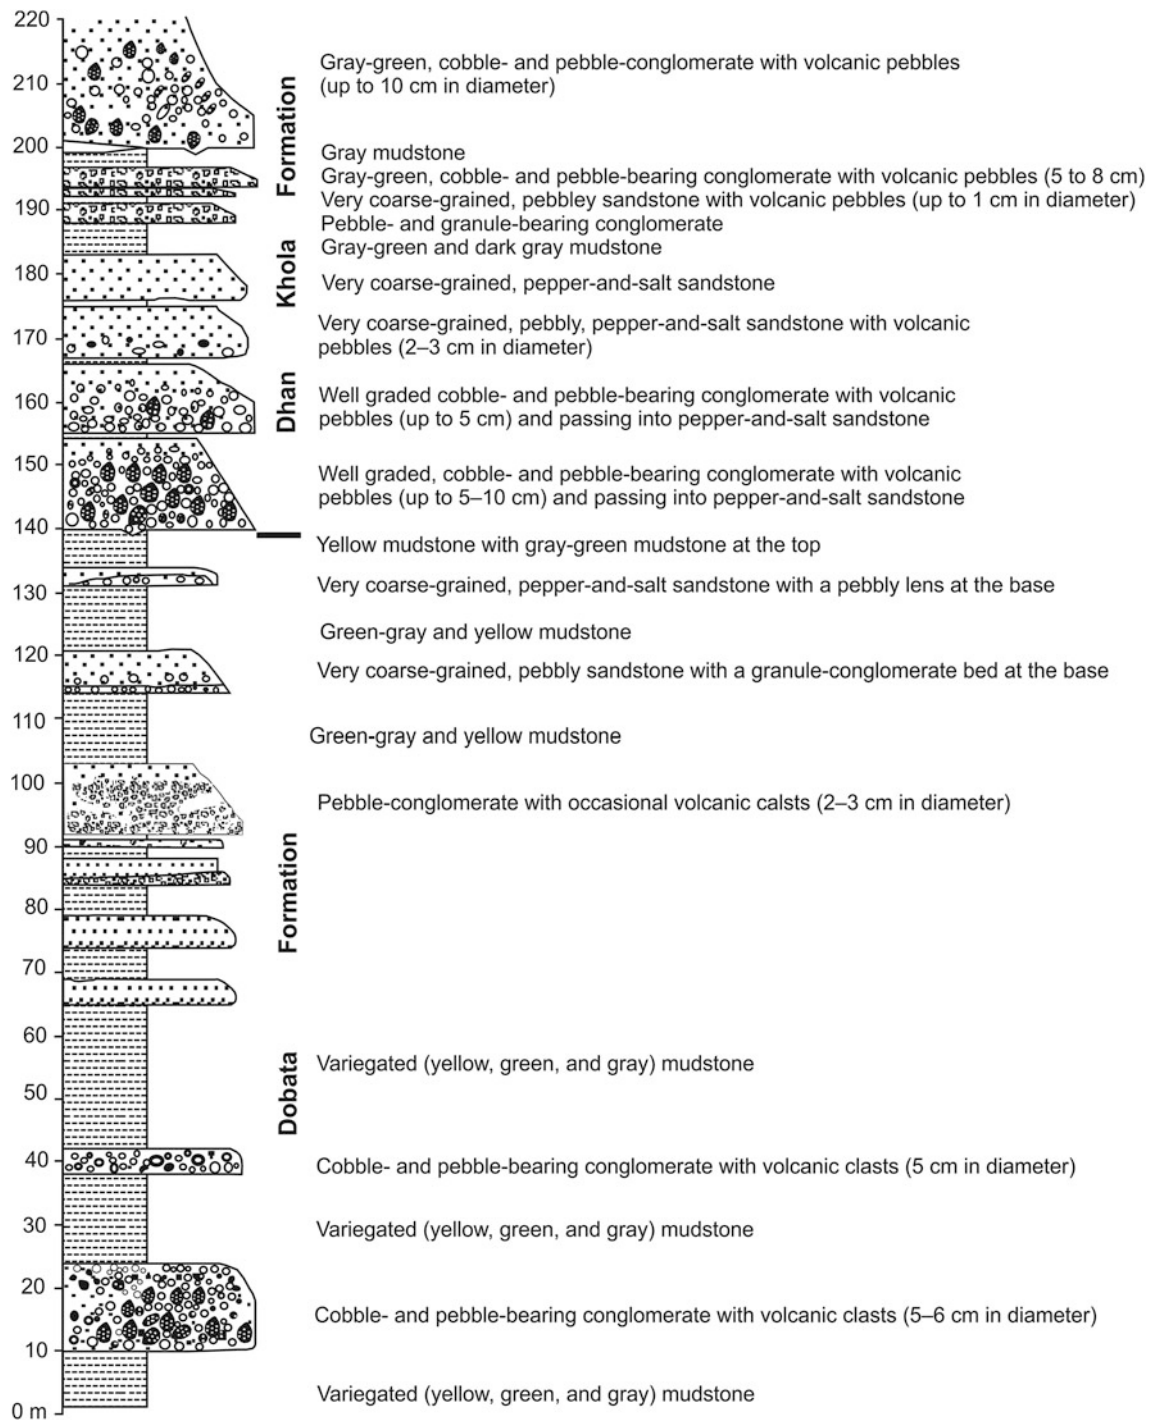 220
210
200
190
180
170
160
150
140
130
120
110
100
90
80
70
60
50
40
30
20
10
0 m
Formation
Khola
Dhan
Formation
Dobata
Gray-green, cobble- and pebble-conglomerate with volcanic pebbles
(up to 10 cm in diameter)
Gray mudstone
Gray-green, cobble- and pebble-bearing conglomerate with volcanic pebbles (5 to 8 cm)
Very coarse-grained, pebbley sandstone with volcanic pebbles (up to 1 cm in diameter)
Pebble- and granule-bearing conglomerate
Gray-green and dark gray mudstone
Very coarse-grained, pepper-and-salt sandstone
Very coarse-grained, pebbly, pepper-and-salt sandstone with volcanic
pebbles (2–3 cm in diameter)
Well graded cobble- and pebble-bearing conglomerate with volcanic
pebbles (up to 5 cm) and passing into pepper-and-salt sandstone
Well graded, cobble- and pebble-bearing conglomerate with volcanic
pebbles (up to 5–10 cm) and passing into pepper-and-salt sandstone
Yellow mudstone with gray-green mudstone at the top
Very coarse-grained, pepper-and-salt sandstone with a pebbly lens at the base
Green-gray and yellow mudstone
Very coarse-grained, pebbly sandstone with a granule-conglomerate bed at the base
Green-gray and yellow mudstone
Pebble-conglomerate with occasional volcanic calsts (2–3 cm in diameter)
Variegated (yellow, green, and gray) mudstone
Cobble- and pebble-bearing conglomerate with volcanic clasts (5 cm in diameter)
Variegated (yellow, green, and gray) mudstone
Cobble- and pebble-bearing conglomerate with volcanic clasts (5–6 cm in diameter)
Variegated (yellow, green, and gray) mudstone